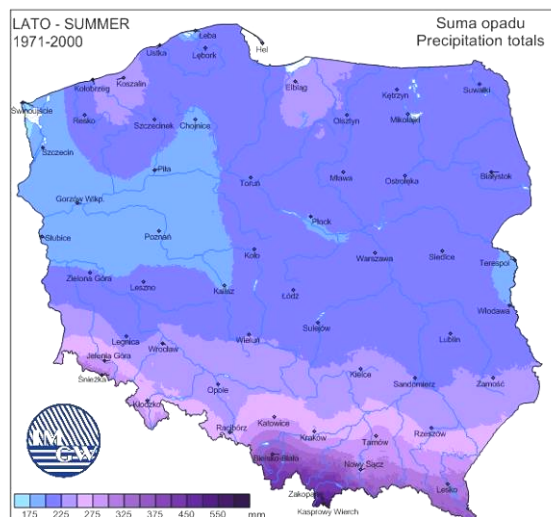 LATO - SUMMER
1971-2000
Suma opadu
Precipitation totals
Łeba
Hel
Ustka
Lębork
Kołobrzeg
Koszalin
Elbląg
Kętrzyn
Suwałki
Świnoujście
Resko
Szczecinek
Chojnice
Olsztyn
Mikołajki
Szczecin
Piła
Toruń
Mława
Ostrołęka
Białystok
Gorzów Wlkp.
Płock
Słubice
Poznań
Koło
Warszawa
Siedlce
Terespol
Zielona Góra
Leszno
Kalisz
Łódź
Włodawa
Legnica
Wrocław
Wieluń
Sulejów
Lublin
Jelenia Góra
Śnieżka
Opole
Kielce
Sandomierz
Zamość
Kłodzko
Racibórz
Katowice
Kraków
Tarnów
Rzeszów
Bielsko-Biała
Nowy Sącz
Lesko
Zakopane
Kasprowy Wierch
IMGW
175 225 275 325 375 450 550 mm